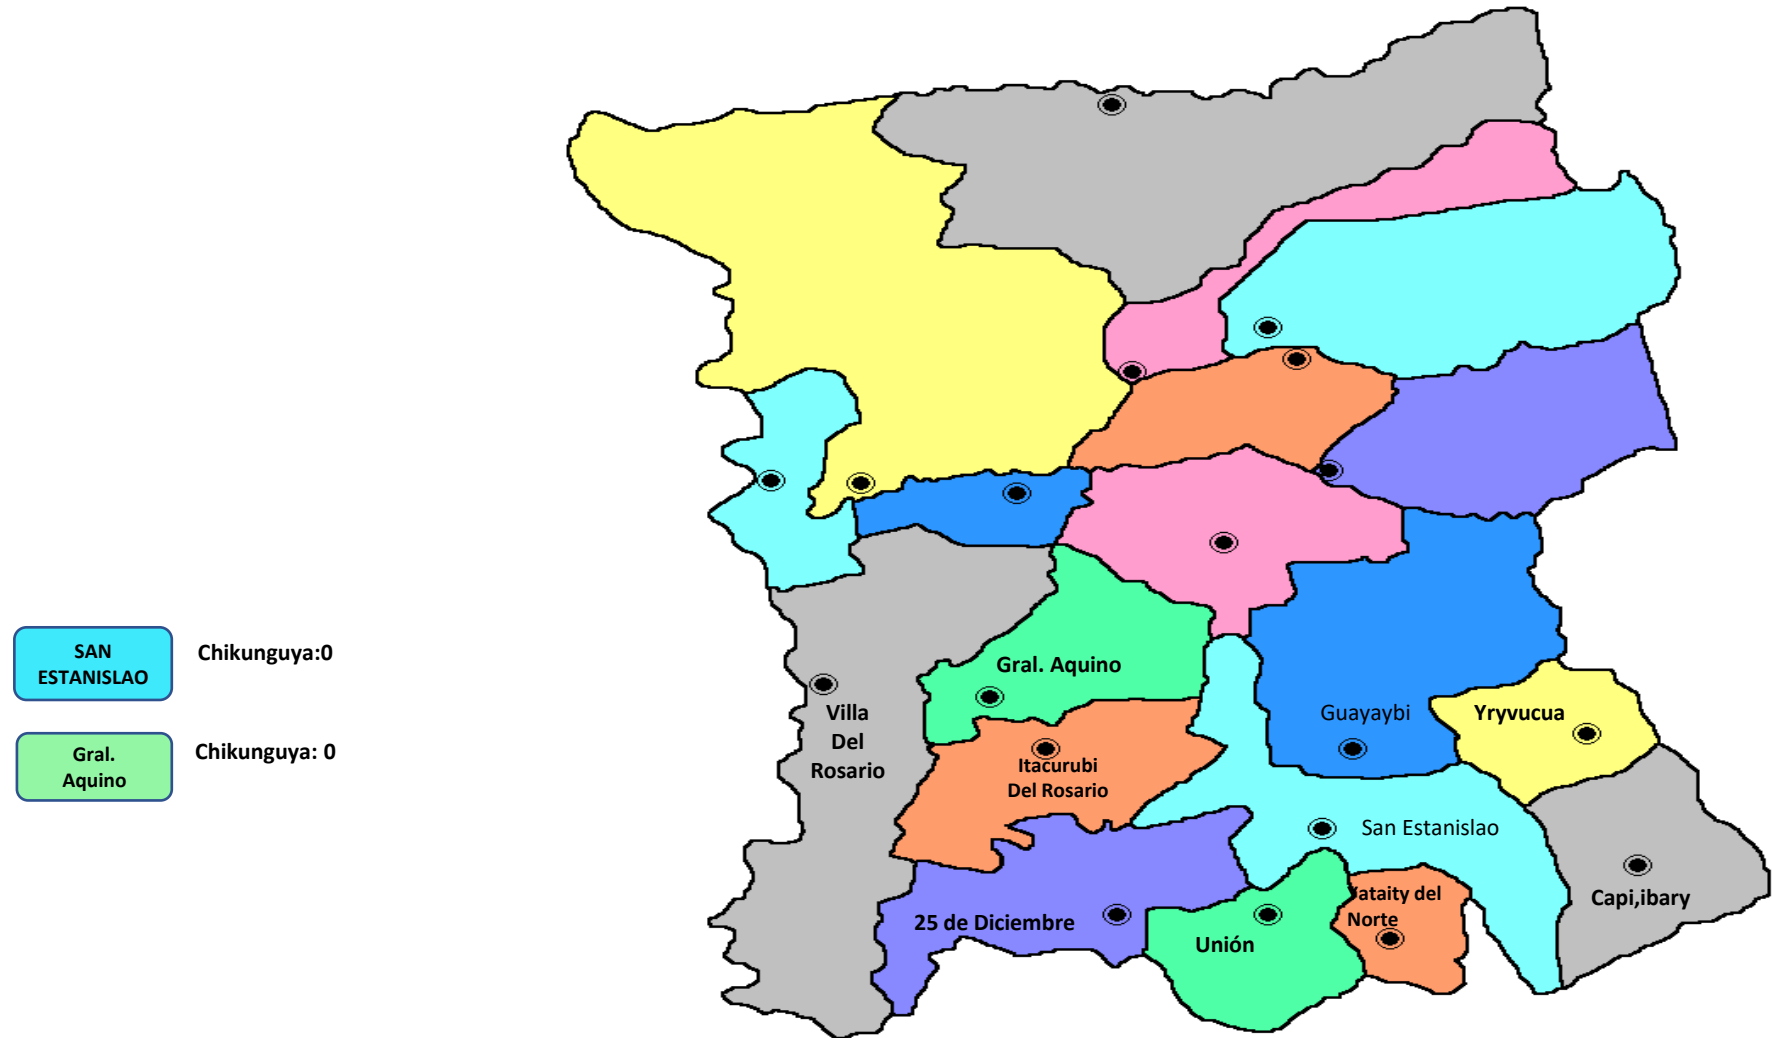 SAN
ESTANISLAO
Chikunguya:0
Gral.
Aquino
Chikunguya: 0
Gral. Aquino
Villa
Del
Rosario
Itacurubi
Del Rosario
Guayaybi
Yryvucua
San Estanislao
Capi,ibary
25 de Diciembre
Unión
ataity del
Norte